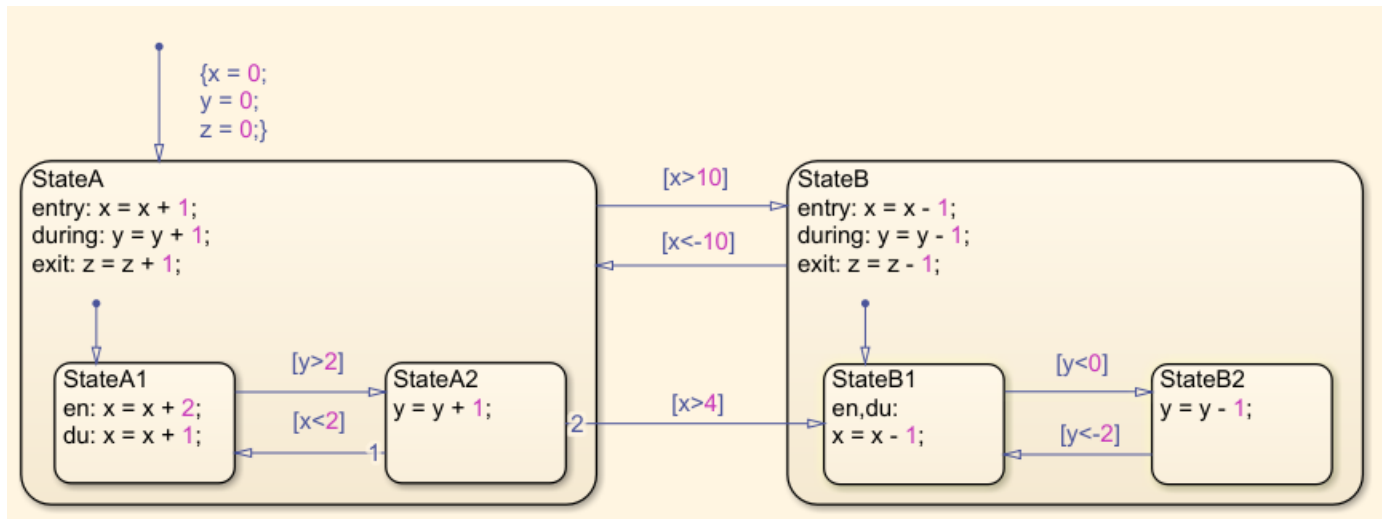 {x = 0;
y = 0;
z = 0;}
StateA
entry: x = x + 1;
during: y = y + 1;
exit: z = z + 1;
[x>10]
[x<-10]
StateB
entry: x = x - 1;
during: y = y - 1;
exit: z = z - 1;
StateA1
en: x = x + 2;
du: x = x + 1;
[y>2]
[x<2]
1
StateA2
y = y + 1;
2
[x>4]
StateB1
en,du:
x = x - 1;
[y<0]
[y<-2]
StateB2
y = y - 1;